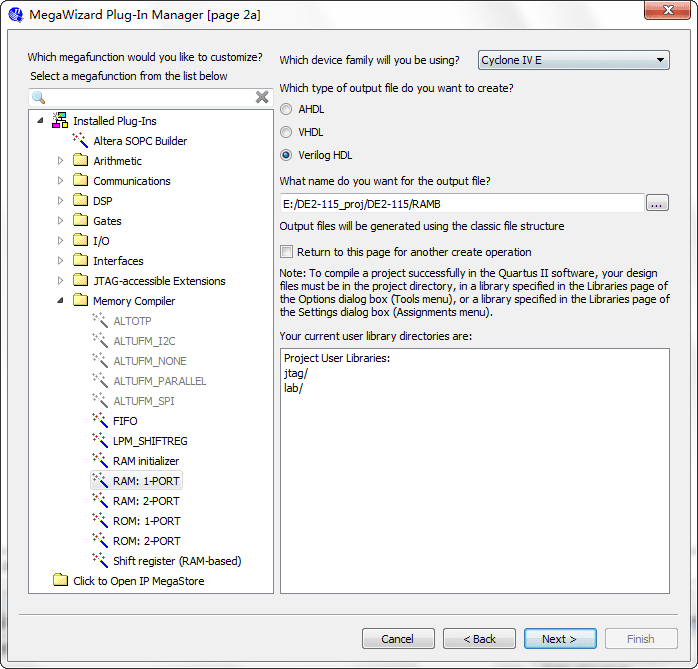 MegaWizard Plug-In Manager [page 2a]
Which megafunction would you like to customize?
Select a megafunction from the list below
Installed Plug-Ins
Altera SOPC Builder
Arithmetic
Communications
DSP
Gates
I/O
Interfaces
JTAG-accessible Extensions
Memory Compiler
ALTOTP
ALTUFM_I2C
ALTUFM_NONE
ALTUFM_PARALLEL
ALTUFM_SPI
FIFO
LPM_SHIFTREG
RAM initializer
RAM: 1-PORT
RAM: 2-PORT
ROM: 1-PORT
ROM: 2-PORT
Shift register (RAM-based)
Click to Open IP MegaStore
Which device family will you be using?
Cyclone IV E
Which type of output file do you want to create?
AHDL
VHDL
Verilog HDL
What name do you want for the output file?
E:/DE2-115_proj/DE2-115/RAMB
...
Output files will be generated using the classic file structure
Return to this page for another create operation
Note: To compile a project successfully in the Quartus II software, your design
files must be in the project directory, in a library specified in the Libraries page of
the Options dialog box (Tools menu), or a library specified in the Libraries page of
the Settings dialog box (Assignments menu).
Your current user library directories are:
Project User Libraries:
jtag/
lab/
Cancel
< Back
Next >
Finish